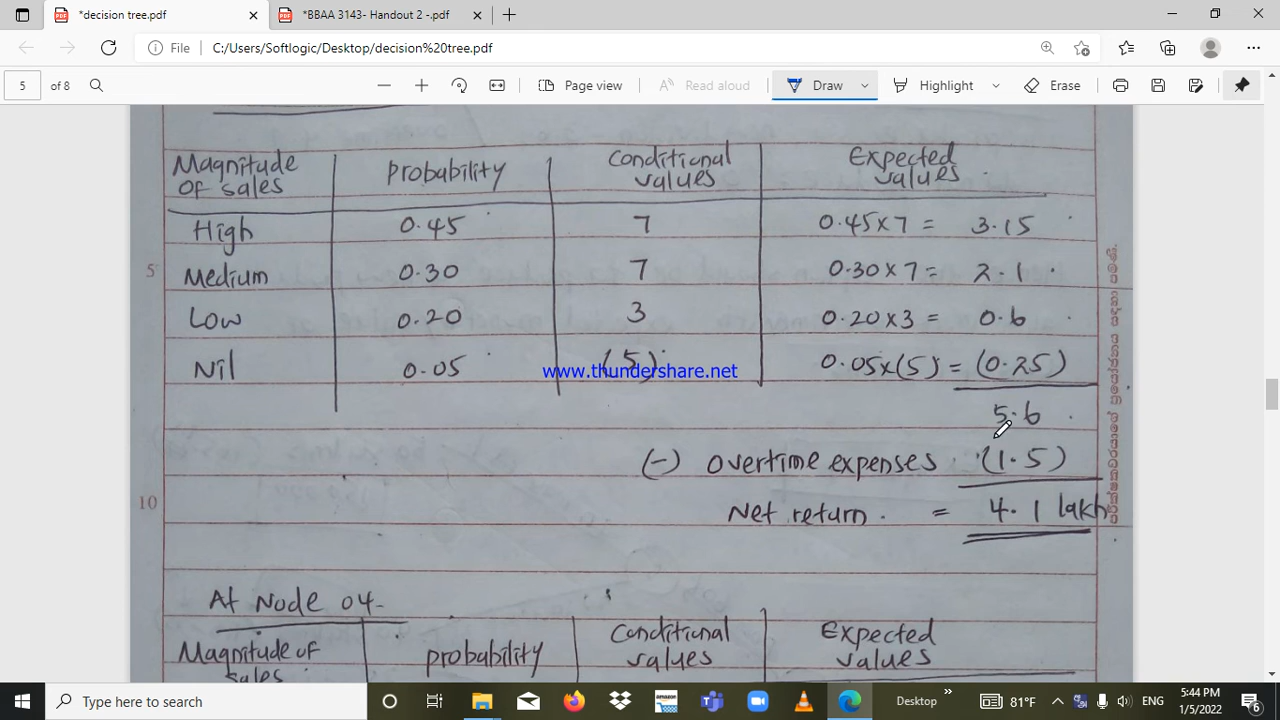 *decision tree.pdf
*BBAA 3143- Handout 2 -.pdf
File C:/Users/Softlogic/Desktop/decision%20tree.pdf
5 of 8 Page view Read aloud Draw Highlight Erase
Magnitude of sales Probability Conditional values Expected values
High 0.45 7 0.45x7 = 3.15
5
Medium 0.30 7 0.30x7 = 2.1
Low 0.20 3 0.20x3 = 0.6
Nil 0.05 (5) 0.05x(5) = (0.25)
www.thundershare.net
5.6
(-) Overtime expenses (1.5)
10
Net return. = 4.1 lakh
At Node 04-
Magnitude of sales probability Conditional values Expected values
Type here to search
Desktop
81°F
ENG
5:44 PM
1/5/2022
6